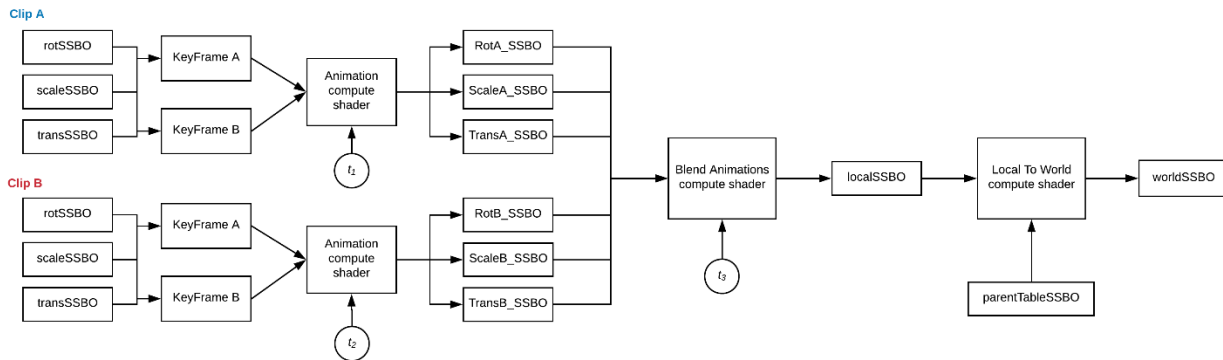 Clip A
rotSSBO
scaleSSBO
transSSBO
KeyFrame A
KeyFrame B
Animation
compute
shader
t1
RotA_SSBO
ScaleA_SSBO
TransA_SSBO
Clip B
rotSSBO
scaleSSBO
transSSBO
KeyFrame A
KeyFrame B
Animation
compute
shader
t2
RotB_SSBO
ScaleB_SSBO
TransB_SSBO
Blend Animations
compute shader
t3
localSSBO
Local To World
compute shader
parentTableSSBO
worldSSBO